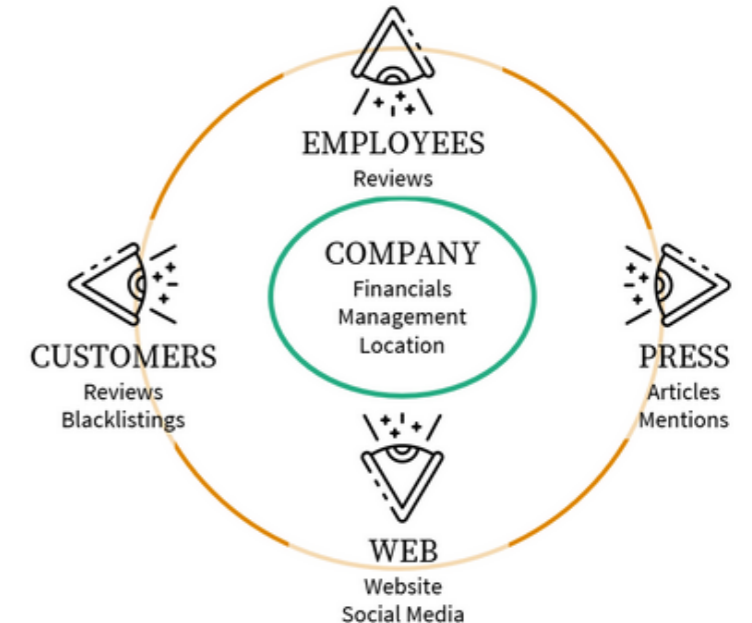 EMPLOYEES
Reviews
COMPANY
Financials
Management
Location
CUSTOMERS
Reviews
Blacklistings
PRESS
Articles
Mentions
WEB
Website
Social Media